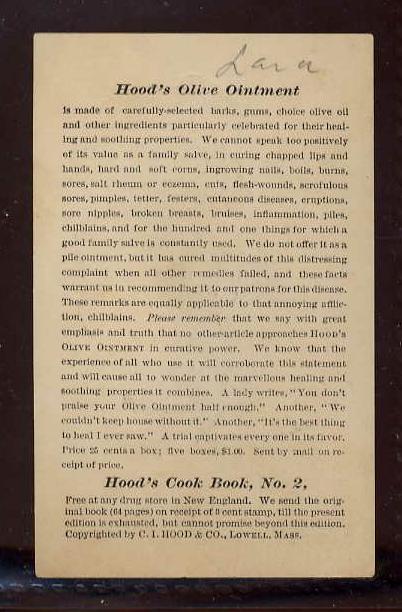 Lara
Hood's Olive Ointment
is made of carefully-selected barks, gums, choice olive oil
and other ingredients particularly celebrated for their heal-
ing and soothing properties. We cannot speak too positively
of its value as a family salve, in curing chapped lips and
hands, hard and soft corns, ingrowing nails, boils, burns,
sores, salt rheum or eczema, cuts, flesh-wounds, scrofulous
sores, pimples, tetter, festers, cutaneous diseases, eruptions,
sore nipples, broken breasts, bruises, inflammation, piles,
chilblains, and for the hundred and one things for which a
good family salve is constantly used. We do not offer it as a
pile ointment, but it has cured multitudes of this distressing
complaint when all other remedies failed, and these facts
warrant us in recommending it to our patrons for this disease.
These remarks are equally applicable to that annoying afflic-
tion, chilblains. Please remember that we say with great
emphasis and truth that no other article approaches HOOD'S
OLIVE OINTMENT in curative power. We know that the
experience of all who use it will corroborate this statement
and will cause all to wonder at the marvellous healing and
soothing properties it combines. A lady writes, "You don't
praise your Olive Ointment half enough." Another, "We
couldn't keep house without it." Another, "It's the best thing
to heal I ever saw." A trial captivates every one in its favor.
Price 25 cents a box; five boxes, $1.00. Sent by mail on re-
ceipt of price.
Hood's Cook Book, No. 2,
Free at any drug store in New England. We send the orig-
inal book (64 pages) on receipt of 3 cent stamp, till the present
edition is exhausted, but cannot promise beyond this edition.
Copyrighted by C. I. HOOD & CO., LOWELL, MASS.